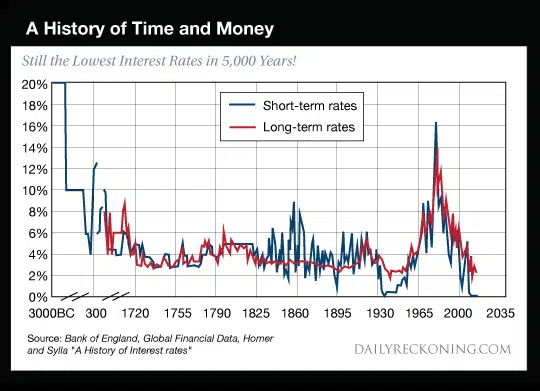 A History of Time and Money
Still the Lowest Interest Rates in 5,000 Years!
20%
18%
16%
14%
12%
10%
8%
6%
4%
2%
0%
Short-term rates
Long-term rates
3000BC 300 1720 1755 1790 1825 1860 1895 1930 1965 2000 2035
Source: Bank of England, Global Financial Data, Homer
and Sylla "A History of Interest rates"
DAILYRECKONING.COM